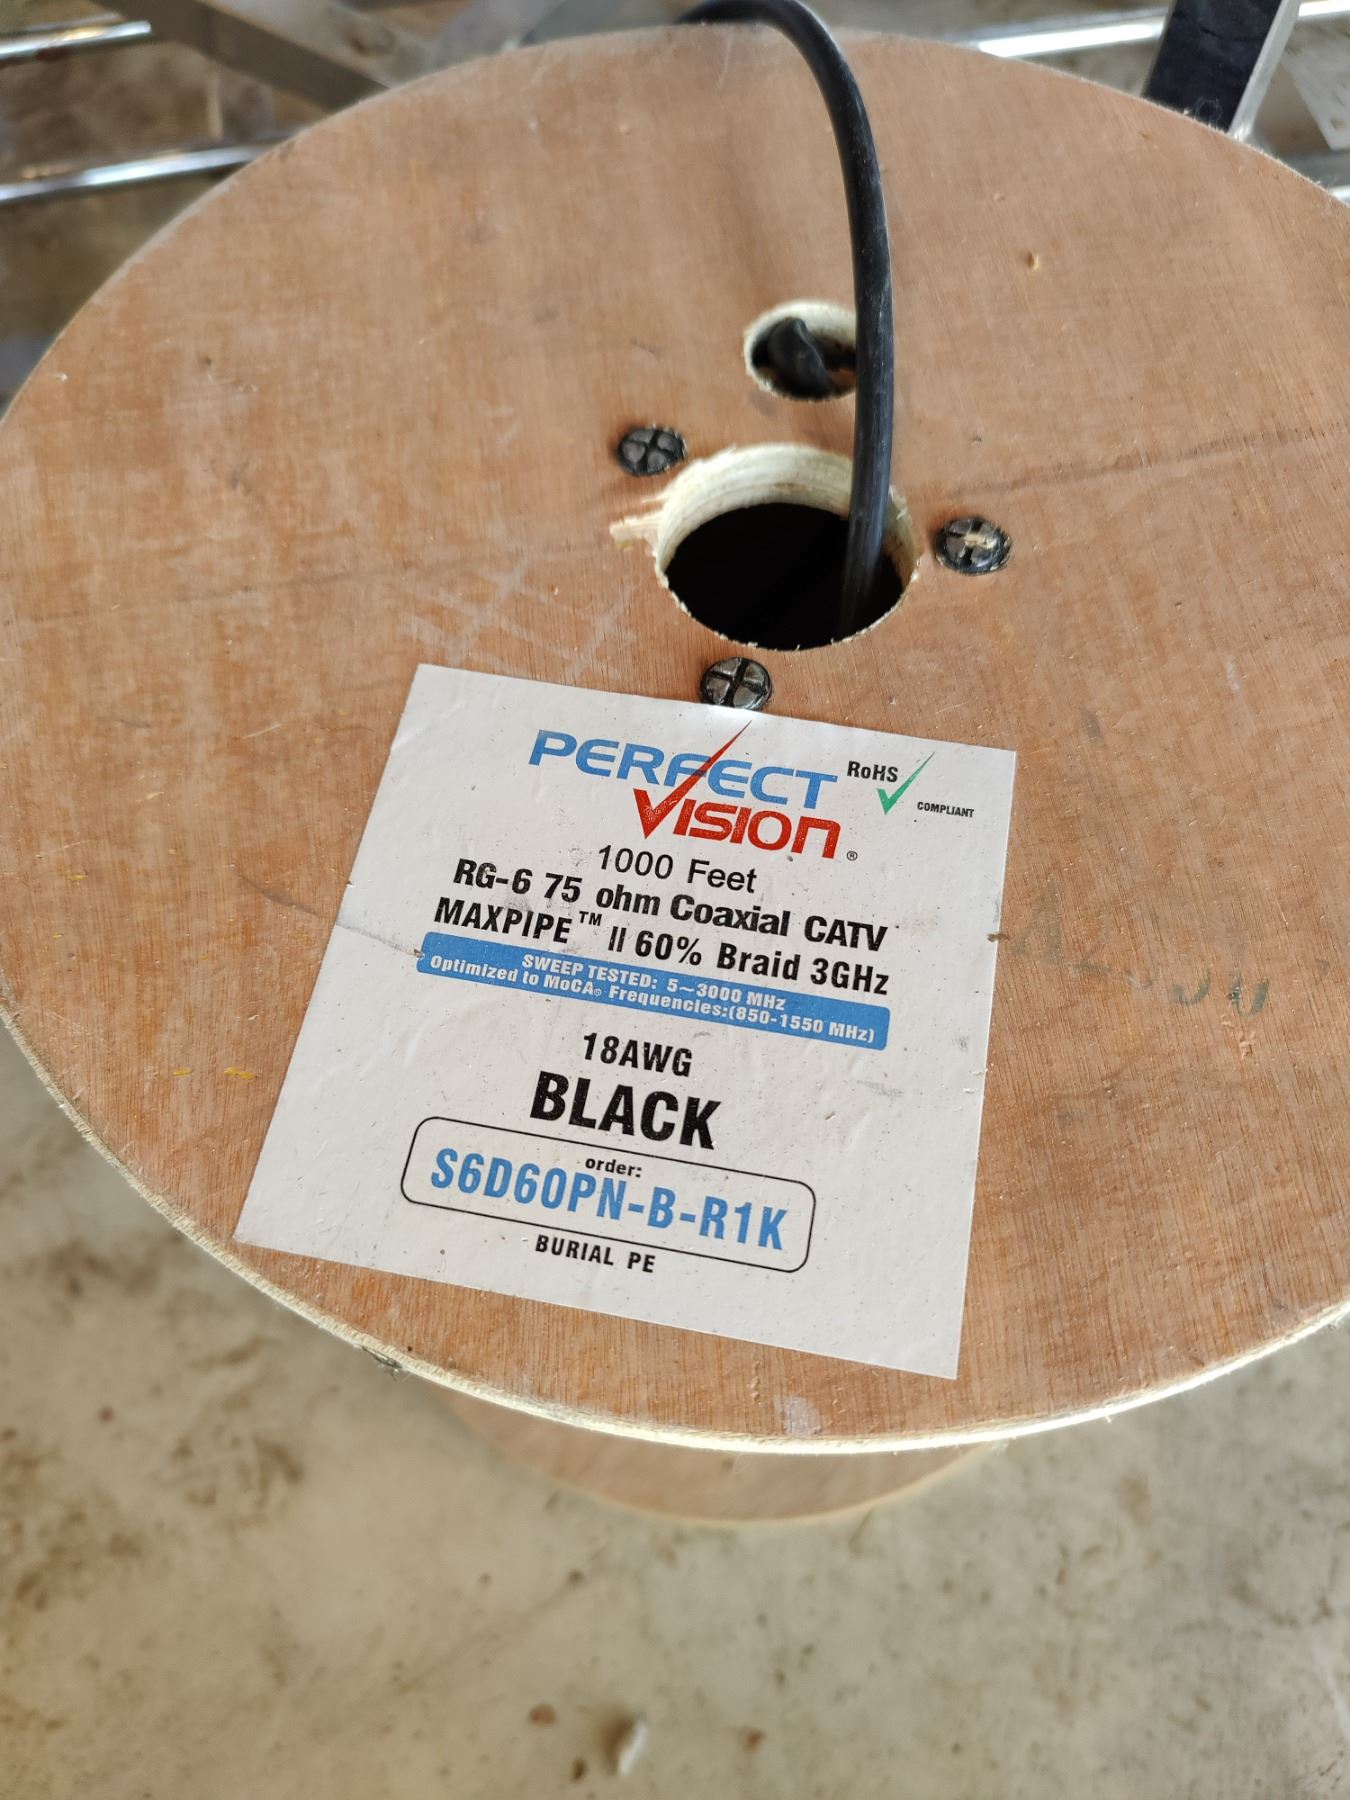 PERFECT
VISION®
RoHS
COMPLIANT
1000 Feet
RG-6 75 ohm Coaxial CATV
MAXPIPE™ II 60% Braid 3GHz
SWEEP TESTED: 5~3000 MHz
Optimized to MoCA® Frequencies:(850-1550 MHz)
18AWG
BLACK
order:
S6D60PN-B-R1K
BURIAL PE